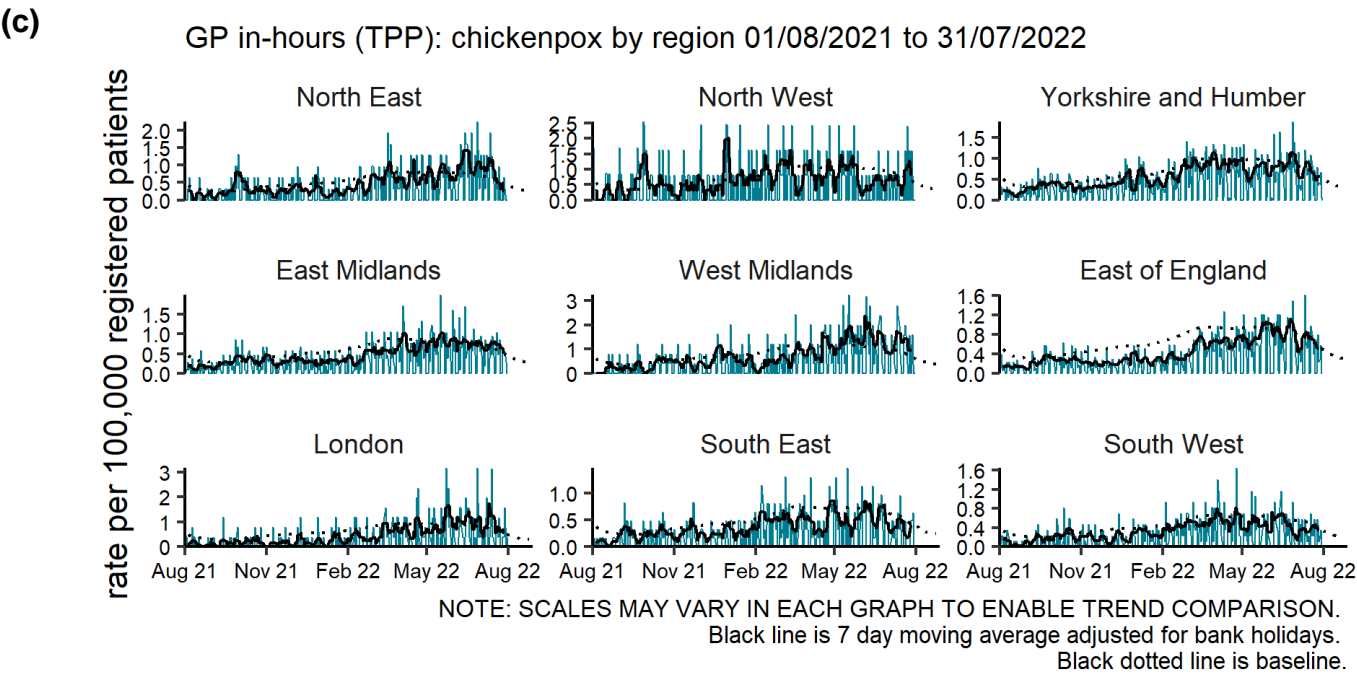 (c)
GP in-hours (TPP): chickenpox by region 01/08/2021 to 31/07/2022
rate per 100,000 registered patients
North East
2.0
1.5
1.0
0.5
0.0
North West
2.5
2.0
1.5
1.0
0.5
0.0
Yorkshire and Humber
1.5
1.0
0.5
0.0
East Midlands
1.5
1.0
0.5
0.0
West Midlands
3
2
1
0
East of England
1.6
1.2
0.8
0.4
0.0
London
3
2
1
0
Aug 21 Nov 21 Feb 22 May 22 Aug 22
South East
1.0
0.5
0.0
Aug 21 Nov 21 Feb 22 May 22 Aug 22
South West
1.6
1.2
0.8
0.4
0.0
Aug 21 Nov 21 Feb 22 May 22 Aug 22
NOTE: SCALES MAY VARY IN EACH GRAPH TO ENABLE TREND COMPARISON.
Black line is 7 day moving average adjusted for bank holidays.
Black dotted line is baseline.